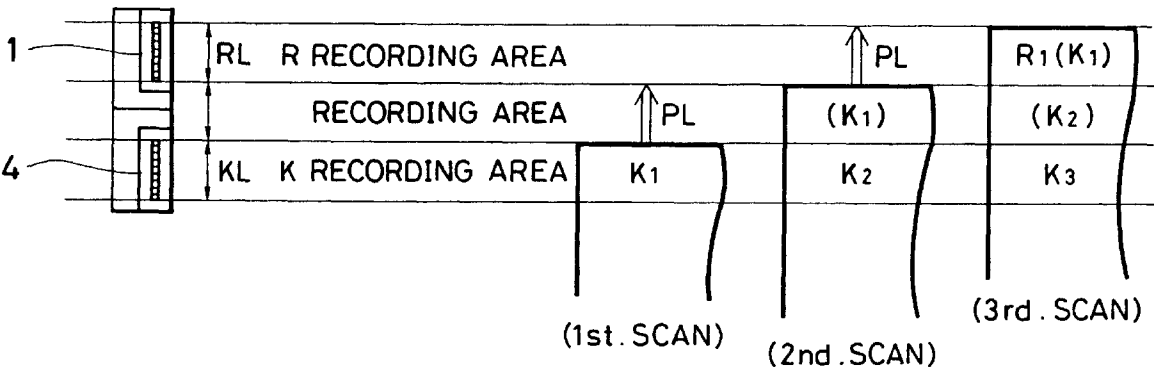 1 RL R RECORDING AREA PL R1(K1)
RECORDING AREA PL (K1) (K2)
4 KL K RECORDING AREA K1 K2 K3
(1st. SCAN) (2nd. SCAN) (3rd. SCAN)